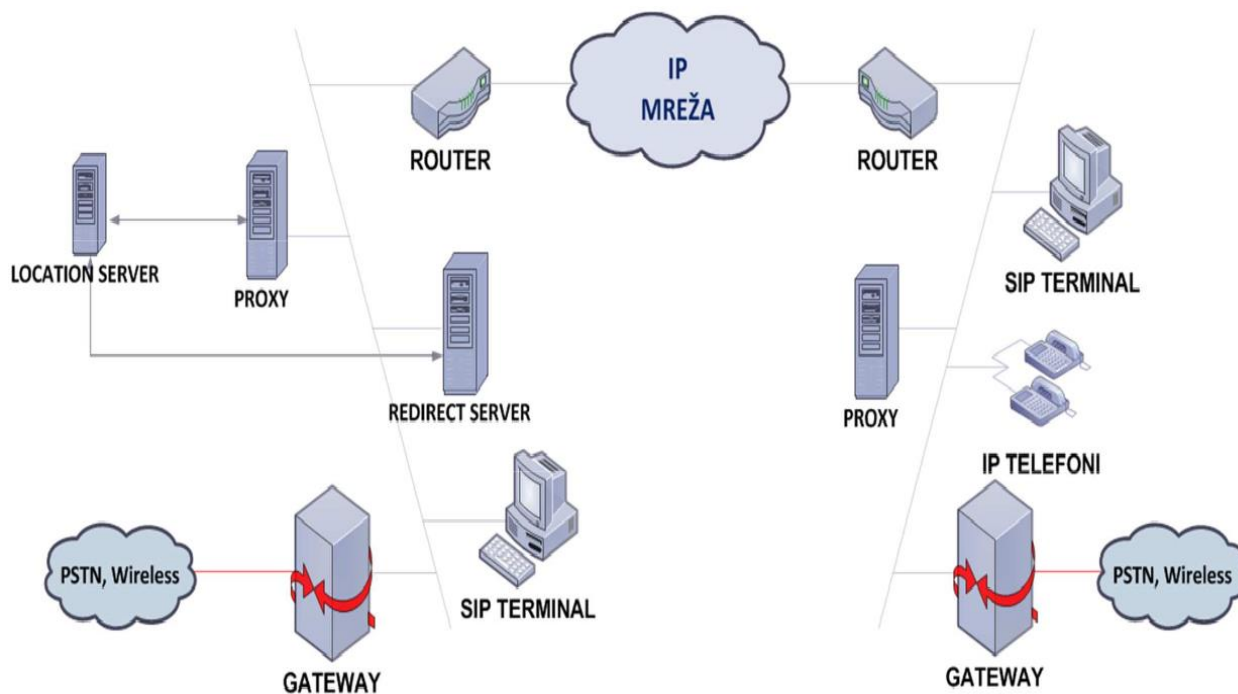 IP
MREŽA
ROUTER
ROUTER
LOCATION SERVER
PROXY
SIP TERMINAL
REDIRECT SERVER
PROXY
IP TELEFONI
PSTN, Wireless
SIP TERMINAL
GATEWAY
PSTN, Wireless
GATEWAY